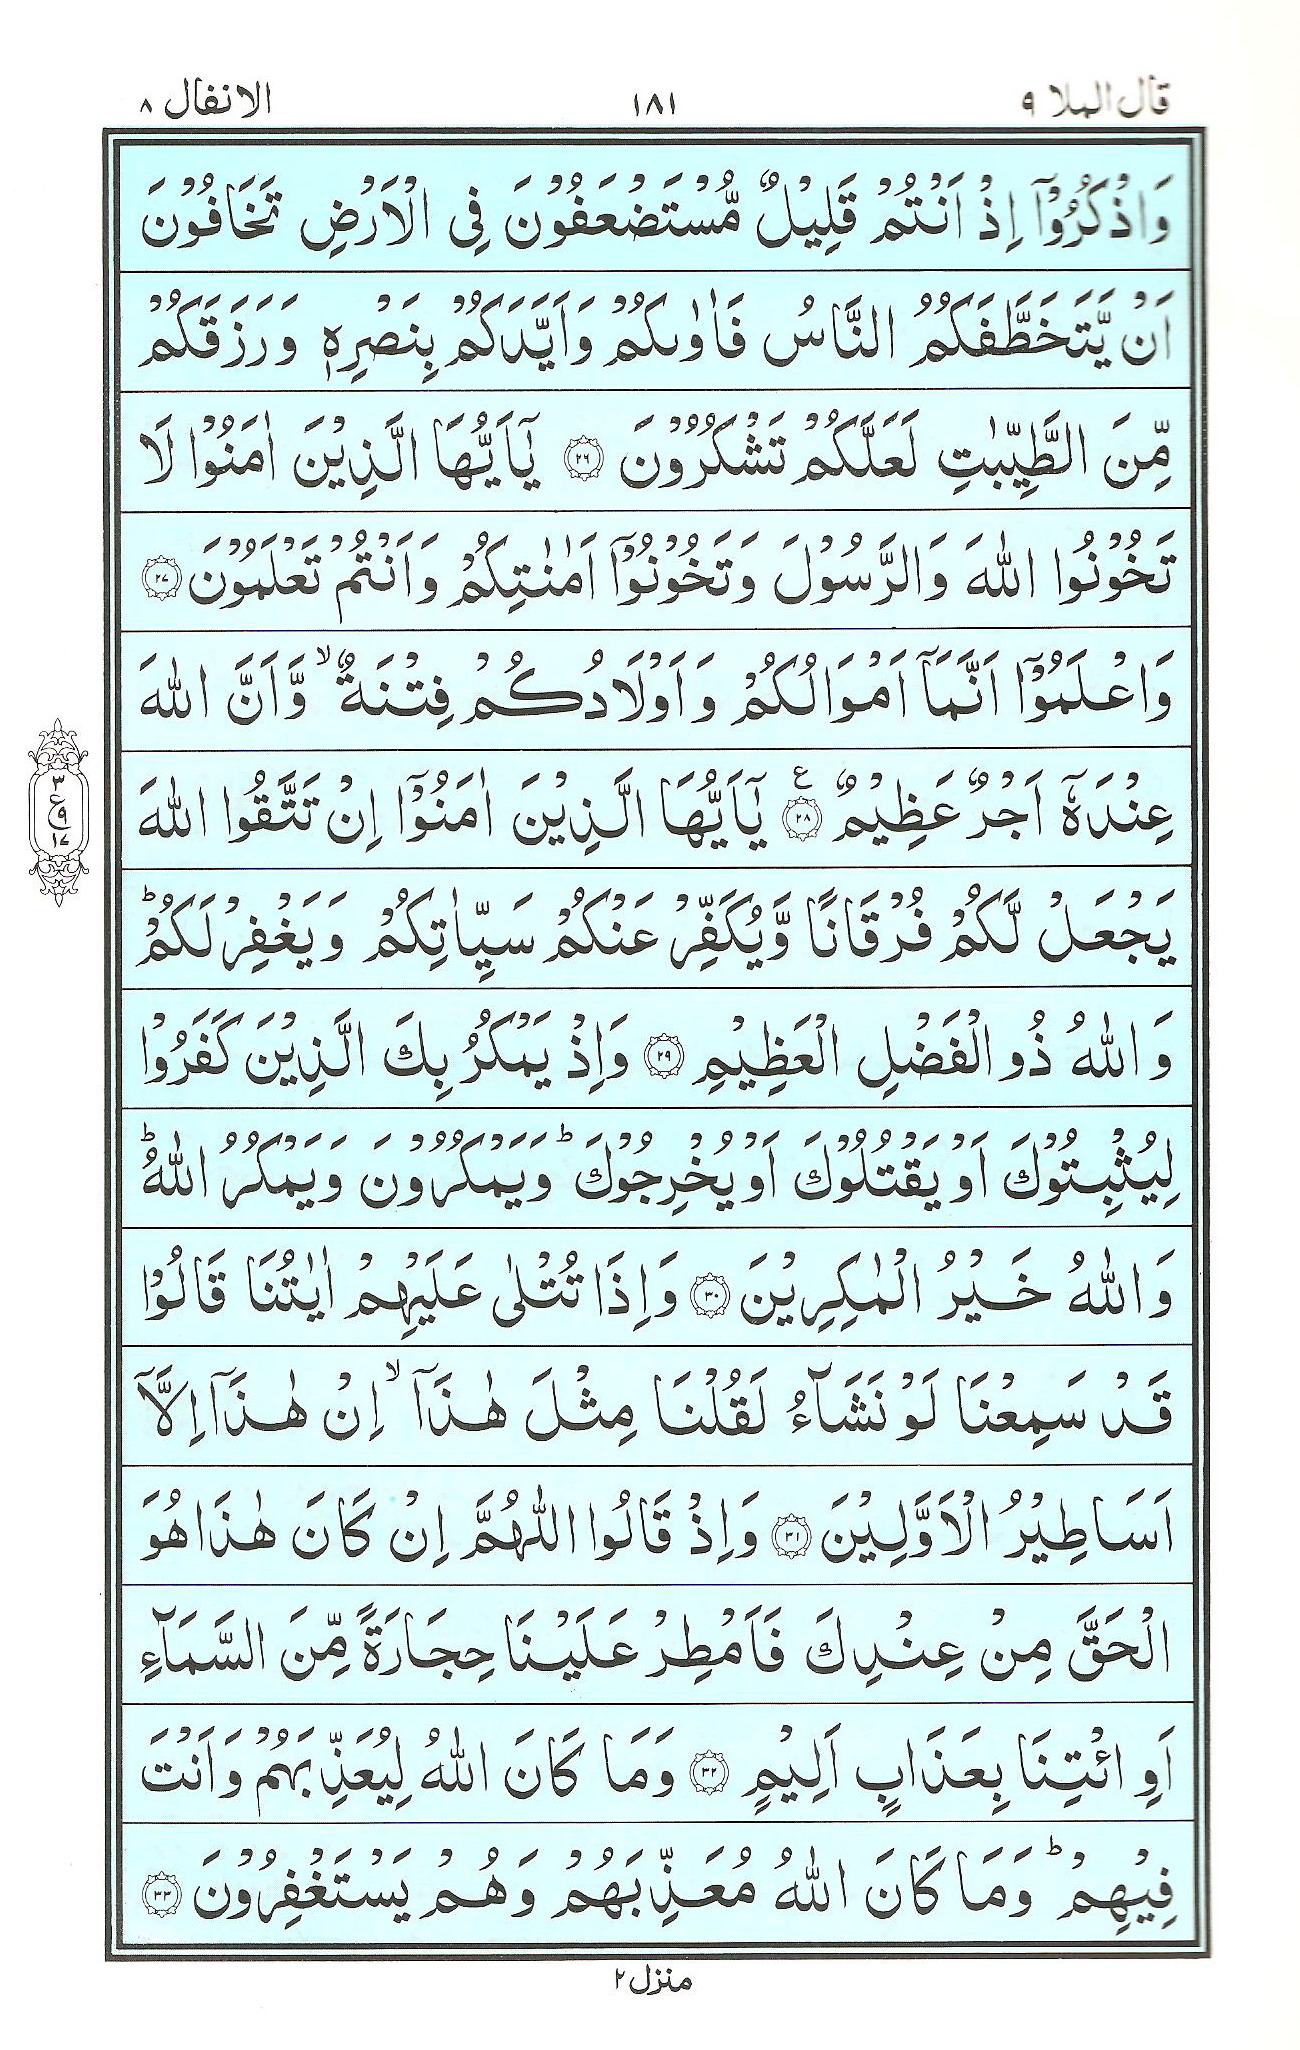 قال الملا ٩
١٨١
الانفال ٨
وَاذْكُرُوْٓا اِذْ اَنْتُمْ قَلِيْلٌ مُّسْتَضْعَفُوْنَ فِى الْاَرْضِ تَخَافُوْنَ
اَنْ يَّتَخَطَّفَكُمُ النَّاسُ فَاٰوٰىكُمْ وَاَيَّدَكُمْ بِنَصْرِهٖ وَرَزَقَكُمْ
مِّنَ الطَّيِّبٰتِ لَعَلَّكُمْ تَشْكُرُوْنَ ۝٢٦ يٰٓاَيُّهَا الَّذِيْنَ اٰمَنُوْا لَا
تَخُوْنُوا اللّٰهَ وَالرَّسُوْلَ وَتَخُوْنُوْٓا اَمٰنٰتِكُمْ وَاَنْتُمْ تَعْلَمُوْنَ ۝٢٧
وَاعْلَمُوْٓا اَنَّمَآ اَمْوَالُكُمْ وَاَوْلَادُكُمْ فِتْنَةٌ ۙ وَّاَنَّ اللّٰهَ
عِنْدَهٗٓ اَجْرٌ عَظِيْمٌ ۝٢٨ ع يٰٓاَيُّهَا الَّذِيْنَ اٰمَنُوْٓا اِنْ تَتَّقُوا اللّٰهَ
٣
ع ٩
١٧
يَجْعَلْ لَّكُمْ فُرْقَانًا وَّيُكَفِّرْ عَنْكُمْ سَيِّاٰتِكُمْ وَيَغْفِرْ لَكُمْ ؕ
وَاللّٰهُ ذُو الْفَضْلِ الْعَظِيْمِ ۝٢٩ وَاِذْ يَمْكُرُ بِكَ الَّذِيْنَ كَفَرُوْا
لِيُثْبِتُوْكَ اَوْ يَقْتُلُوْكَ اَوْ يُخْرِجُوْكَ ؕ وَيَمْكُرُوْنَ وَيَمْكُرُ اللّٰهُ ؕ
وَاللّٰهُ خَيْرُ الْمٰكِرِيْنَ ۝٣٠ وَاِذَا تُتْلٰى عَلَيْهِمْ اٰيٰتُنَا قَالُوْا
قَدْ سَمِعْنَا لَوْ نَشَآءُ لَقُلْنَا مِثْلَ هٰذَآ ۙ اِنْ هٰذَآ اِلَّآ
اَسَاطِيْرُ الْاَوَّلِيْنَ ۝٣١ وَاِذْ قَالُوا اللّٰهُمَّ اِنْ كَانَ هٰذَا هُوَ
الْحَقَّ مِنْ عِنْدِكَ فَاَمْطِرْ عَلَيْنَا حِجَارَةً مِّنَ السَّمَآءِ
اَوِ ائْتِنَا بِعَذَابٍ اَلِيْمٍ ۝٣٢ وَمَا كَانَ اللّٰهُ لِيُعَذِّبَهُمْ وَاَنْتَ
فِيْهِمْ ؕ وَمَا كَانَ اللّٰهُ مُعَذِّبَهُمْ وَهُمْ يَسْتَغْفِرُوْنَ ۝٣٣
منزل ٢